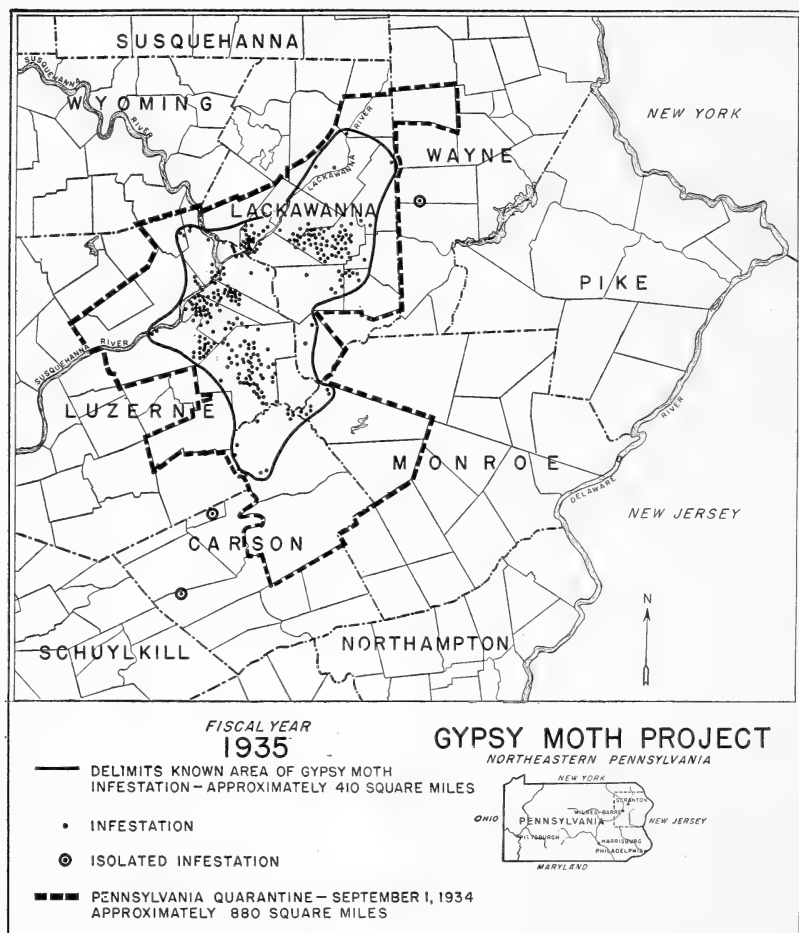 SUSQUEHANNA
SUSQUEHANNA
WYOMING
RIVER
RIVER
NEW YORK
WAYNE
LACKAWANNA
LACKAWANNA
PIKE
SUSQUEHANNA RIVER
LUZERNE
RIVER
MONROE
DELAWARE
NEW JERSEY
CARSON
N
SCHUYLKILL
NORTHAMPTON
FISCAL YEAR
1935
GYPSY MOTH PROJECT
NORTHEASTERN PENNSYLVANIA
DELIMITS KNOWN AREA OF GYPSY MOTH
INFESTATION — APPROXIMATELY 410 SQUARE MILES
INFESTATION
ISOLATED INFESTATION
PENNSYLVANIA QUARANTINE — SEPTEMBER 1, 1934
APPROXIMATELY 880 SQUARE MILES
NEW YORK
SCRANTON
WILKES-BARRE
OHIO
PENNSYLVANIA
NEW JERSEY
PITTSBURGH
HARRISBURG
PHILADELPHIA
MARYLAND